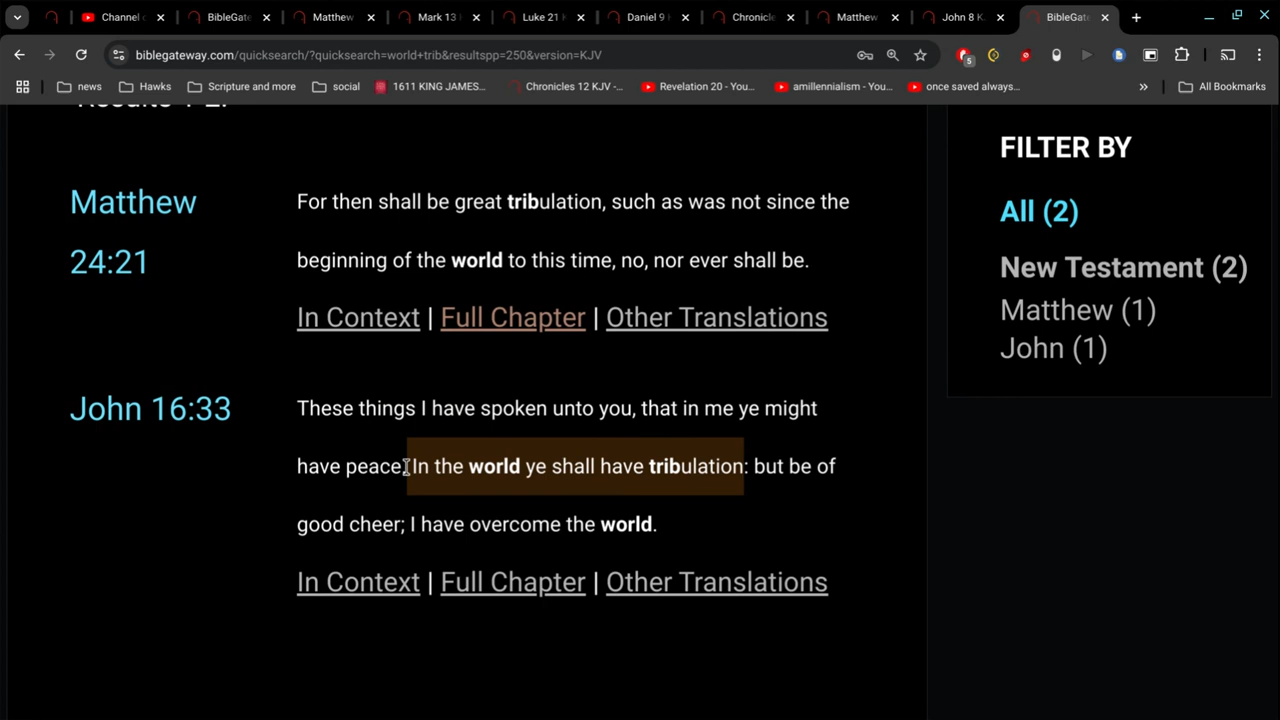 Channel c
BibleGate
Matthew
Mark 13
Luke 21
Daniel 9
Chronicle
Matthew
John 8 K
BibleGate
biblegateway.com/quicksearch/?quicksearch=world+trib&resultspp=250&version=KJV
5
news
Hawks
Scripture and more
social
1611 KING JAMES...
Chronicles 12 KJV -...
Revelation 20 - You...
amillennialism - You...
once saved always...
»
All Bookmarks
Matthew
24:21
For then shall be great tribulation, such as was not since the
beginning of the world to this time, no, nor ever shall be.
In Context | Full Chapter | Other Translations
John 16:33
These things I have spoken unto you, that in me ye might
have peace. In the world ye shall have tribulation: but be of
good cheer; I have overcome the world.
In Context | Full Chapter | Other Translations
FILTER BY
All (2)
New Testament (2)
Matthew (1)
John (1)